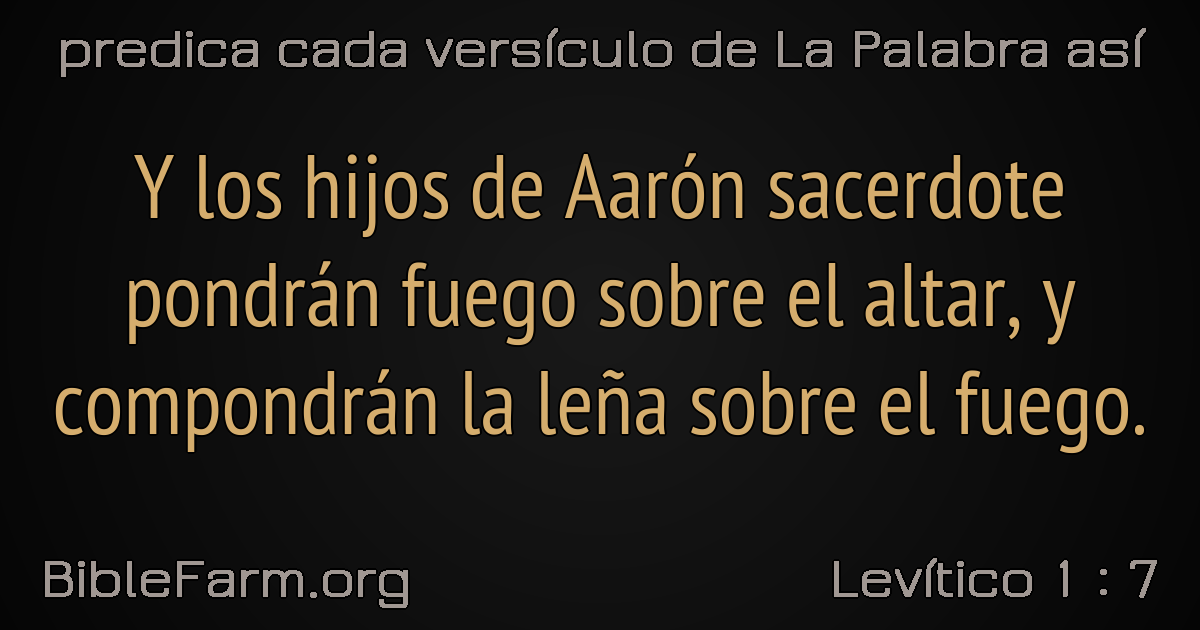 predica cada versículo de La Palabra así
Y los hijos de Aarón sacerdote
pondrán fuego sobre el altar, y
compondrán la leña sobre el fuego.
BibleFarm.org
Levítico 1 : 7